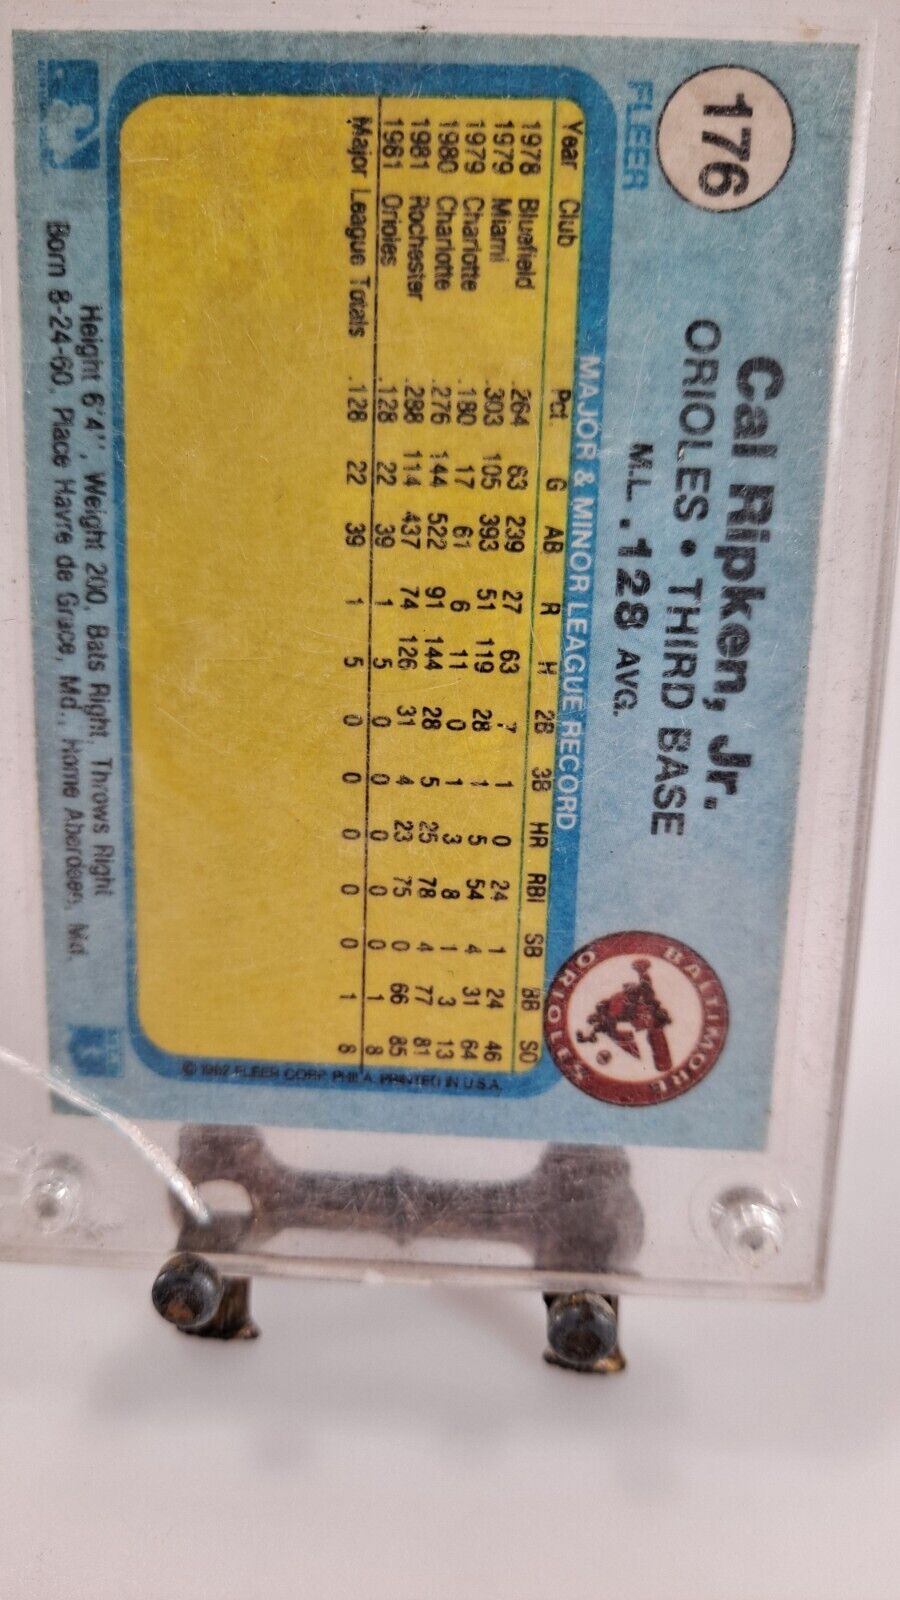 176
FLEER
Cal Ripken, Jr.
ORIOLES • THIRD BASE
M.L. .128 AVG.
BALTIMORE ORIOLES
MAJOR & MINOR LEAGUE RECORD
Year Club Pct. G AB R H 2B 3B HR RBI SB BB SO
1978 Bluefield .264 63 239 27 63 7 1 0 24 1 24 46
1979 Miami .303 105 393 51 119 28 1 5 54 4 31 64
1979 Charlotte .180 17 61 6 11 0 1 3 8 1 3 13
1980 Charlotte .276 144 522 91 144 28 5 25 78 4 77 81
1981 Rochester .288 114 437 74 126 31 4 23 75 0 66 85
1981 Orioles .128 22 39 1 5 0 0 0 0 0 1 8
Major League Totals .128 22 39 1 5 0 0 0 0 0 1 8
© 1982 FLEER CORP. PHILA. PRINTED IN U.S.A.
Height 6'4'', Weight 200, Bats Right, Throws Right
Born 8-24-60, Place Havre de Grace, Md., Home Aberdeen, Md.